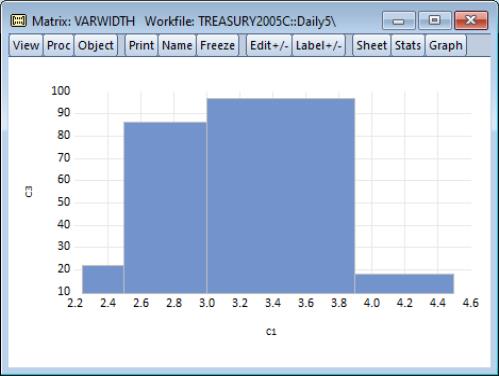 Matrix: VARWIDTH Workfile: TREASURY2005C::Daily5\
View Proc Object Print Name Freeze Edit+/- Label+/- Sheet Stats Graph
100
90
80
70
60
50
40
30
20
10
C3
2.2 2.4 2.6 2.8 3.0 3.2 3.4 3.6 3.8 4.0 4.2 4.4 4.6
C1